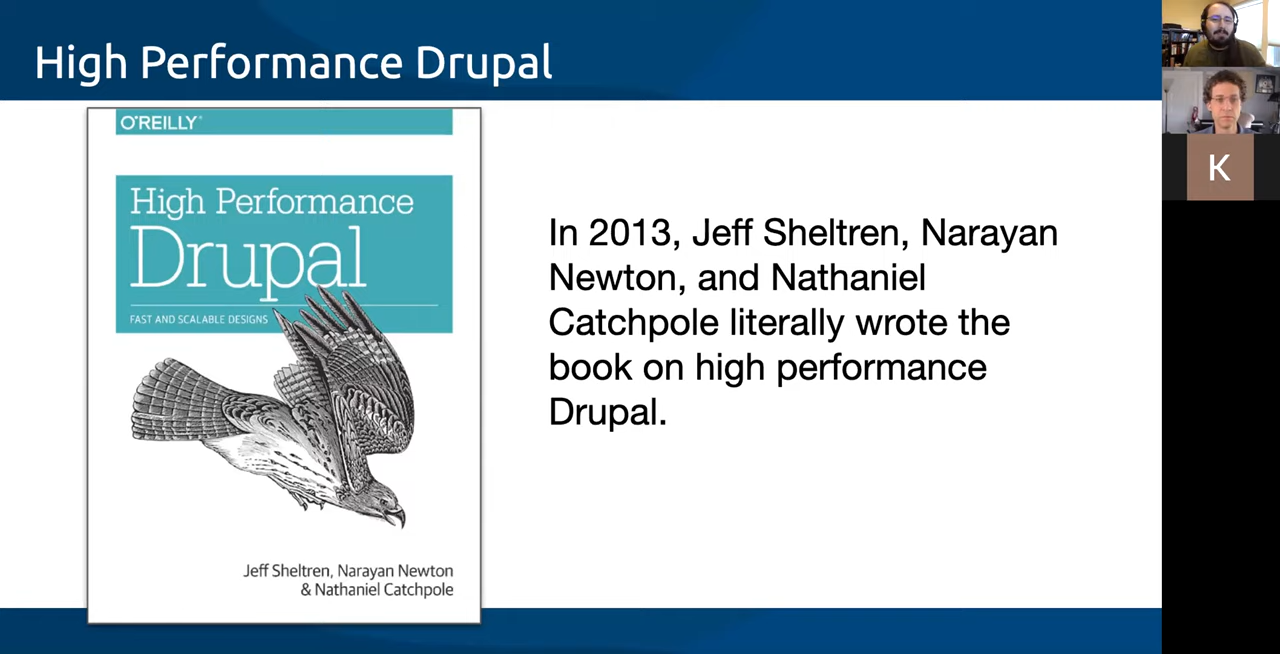 High Performance Drupal
O'REILLY®
High Performance
Drupal
FAST AND SCALABLE DESIGNS
Jeff Sheltren, Narayan Newton
& Nathaniel Catchpole
In 2013, Jeff Sheltren, Narayan
Newton, and Nathaniel
Catchpole literally wrote the
book on high performance
Drupal.
K